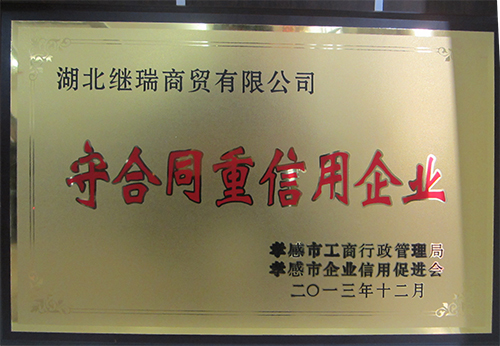 湖北继瑞商贸有限公司
守合同重信用企业
孝感市工商行政管理局
孝感市企业信用促进会
二〇一三年十二月